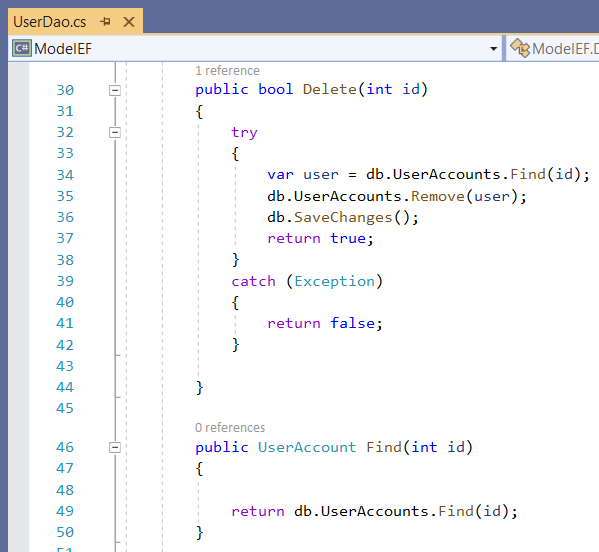 UserDao.cs
C# ModelEF ModelEF.D
1 reference
30 public bool Delete(int id)
31 {
32 try
33 {
34 var user = db.UserAccounts.Find(id);
35 db.UserAccounts.Remove(user);
36 db.SaveChanges();
37 return true;
38 }
39 catch (Exception)
40 {
41 return false;
42 }
43
44 }
45
0 references
46 public UserAccount Find(int id)
47 {
48
49 return db.UserAccounts.Find(id);
50 }
51